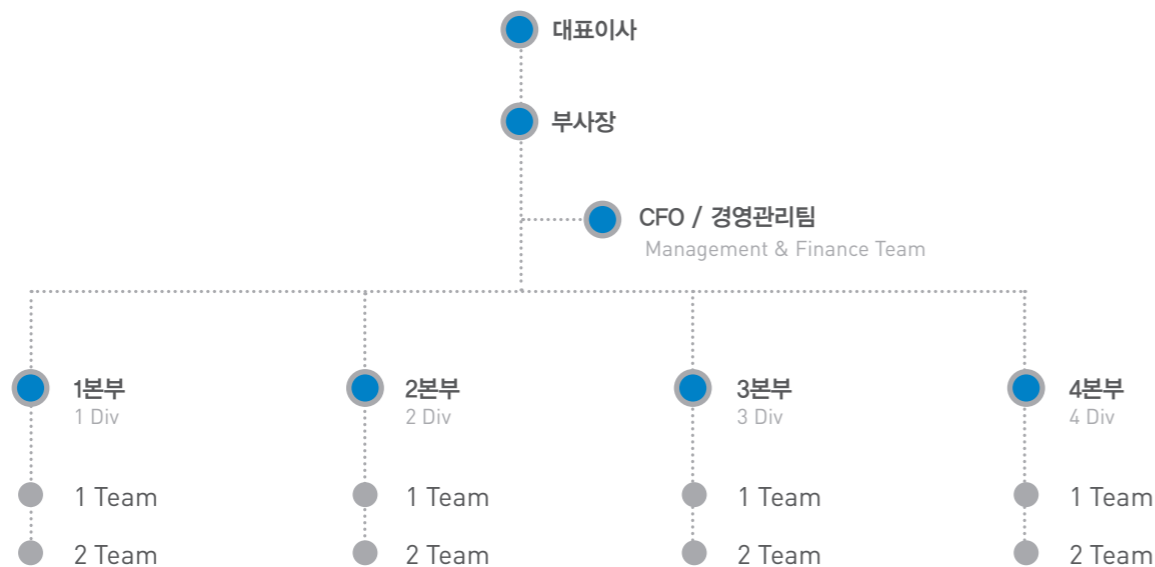 대표이사
부사장
CFO / 경영관리팀
Management & Finance Team
1본부
1 Div
1 Team
2 Team
2본부
2 Div
1 Team
2 Team
3본부
3 Div
1 Team
2 Team
4본부
4 Div
1 Team
2 Team